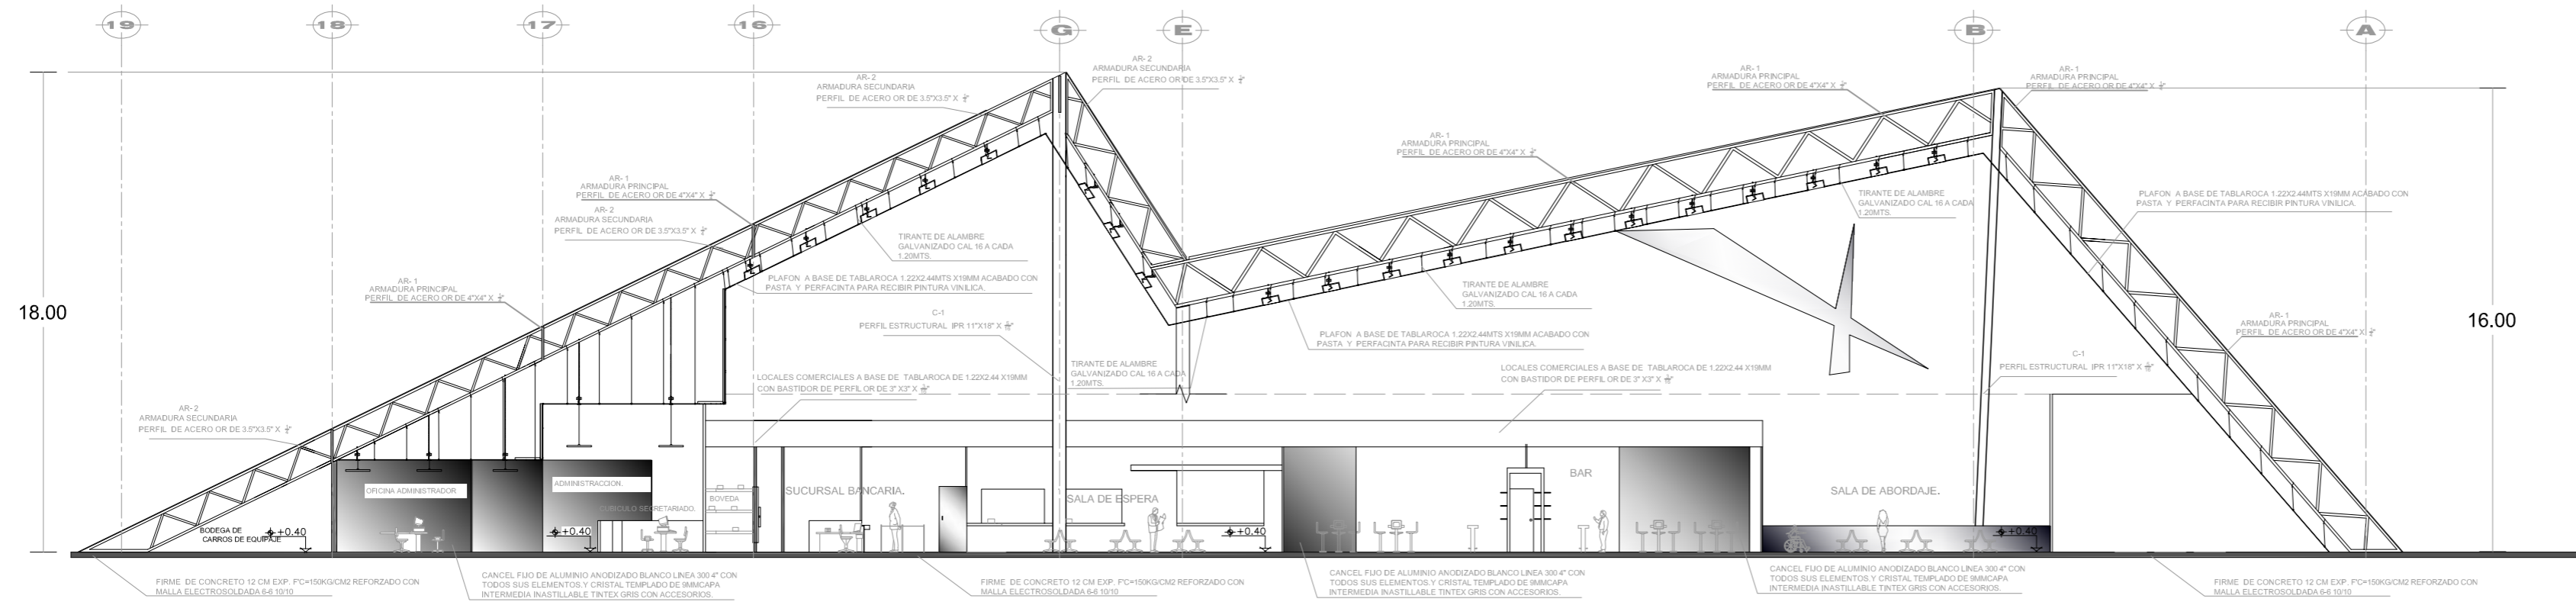 19
18
17
16
G
E
B
A
AR- 2
ARMADURA SECUNDARIA
PERFIL DE ACERO OR DE 3.5"X3.5" X
AR- 2
ARMADURA SECUNDARIA
PERFIL DE ACERO OR DE 3.5"X3.5" X
AR- 1
ARMADURA PRINCIPAL
PERFIL DE ACERO OR DE 4"X4" X
AR- 1
ARMADURA PRINCIPAL
PERFIL DE ACERO OR DE 4"X4" X
AR- 1
ARMADURA PRINCIPAL
PERFIL DE ACERO OR DE 4"X4" X
AR- 1
ARMADURA PRINCIPAL
PERFIL DE ACERO OR DE 4"X4" X
AR- 2
ARMADURA SECUNDARIA
PERFIL DE ACERO OR DE 3.5"X3.5" X
TIRANTE DE ALAMBRE
GALVANIZADO CAL 16 A CADA
1.20MTS.
TIRANTE DE ALAMBRE
GALVANIZADO CAL 16 A CADA
1.20MTS.
PLAFON A BASE DE TABLAROCA 1.22X2.44MTS X19MM ACABADO CON
PASTA Y PERFACINTA PARA RECIBIR PINTURA VINILICA.
AR- 1
ARMADURA PRINCIPAL
PERFIL DE ACERO OR DE 4"X4" X
PLAFON A BASE DE TABLAROCA 1.22X2.44MTS X19MM ACABADO CON
PASTA Y PERFACINTA PARA RECIBIR PINTURA VINILICA.
TIRANTE DE ALAMBRE
GALVANIZADO CAL 16 A CADA
1.20MTS.
18.00
16.00
C-1
PERFIL ESTRUCTURAL IPR 11"X18" X
PLAFON A BASE DE TABLAROCA 1.22X2.44MTS X19MM ACABADO CON
PASTA Y PERFACINTA PARA RECIBIR PINTURA VINILICA.
AR- 1
ARMADURA PRINCIPAL
PERFIL DE ACERO OR DE 4"X4" X
C-1
PERFIL ESTRUCTURAL IPR 11"X18" X
TIRANTE DE ALAMBRE
GALVANIZADO CAL 16 A CADA
1.20MTS.
LOCALES COMERCIALES A BASE DE TABLAROCA DE 1.22X2.44 X19MM
CON BASTIDOR DE PERFIL OR DE 3" X3" X
LOCALES COMERCIALES A BASE DE TABLAROCA DE 1.22X2.44 X19MM
CON BASTIDOR DE PERFIL OR DE 3" X3" X
AR- 2
ARMADURA SECUNDARIA
PERFIL DE ACERO OR DE 3.5"X3.5" X
OFICINA ADMINISTRADOR
ADMINISTRACCION.
CUBICULO SECRETARIADO.
BOVEDA
SUCURSAL BANCARIA.
SALA DE ESPERA
BAR
SALA DE ABORDAJE.
BODEGA DE
CARROS DE EQUIPAJE
+0.40
+0.40
+0.40
+0.40
FIRME DE CONCRETO 12 CM EXP. F'C=150KG/CM2 REFORZADO CON
MALLA ELECTROSOLDADA 6-6 10/10
CANCEL FIJO DE ALUMINIO ANODIZADO BLANCO LINEA 300 4" CON
TODOS SUS ELEMENTOS.Y CRISTAL TEMPLADO DE 9MMCAPA
INTERMEDIA INASTILLABLE TINTEX GRIS CON ACCESORIOS.
FIRME DE CONCRETO 12 CM EXP. F'C=150KG/CM2 REFORZADO CON
MALLA ELECTROSOLDADA 6-6 10/10
CANCEL FIJO DE ALUMINIO ANODIZADO BLANCO LINEA 300 4" CON
TODOS SUS ELEMENTOS.Y CRISTAL TEMPLADO DE 9MMCAPA
INTERMEDIA INASTILLABLE TINTEX GRIS CON ACCESORIOS.
CANCEL FIJO DE ALUMINIO ANODIZADO BLANCO LINEA 300 4" CON
TODOS SUS ELEMENTOS.Y CRISTAL TEMPLADO DE 9MMCAPA
INTERMEDIA INASTILLABLE TINTEX GRIS CON ACCESORIOS.
FIRME DE CONCRETO 12 CM EXP. F'C=150KG/CM2 REFORZADO CON
MALLA ELECTROSOLDADA 6-6 10/10